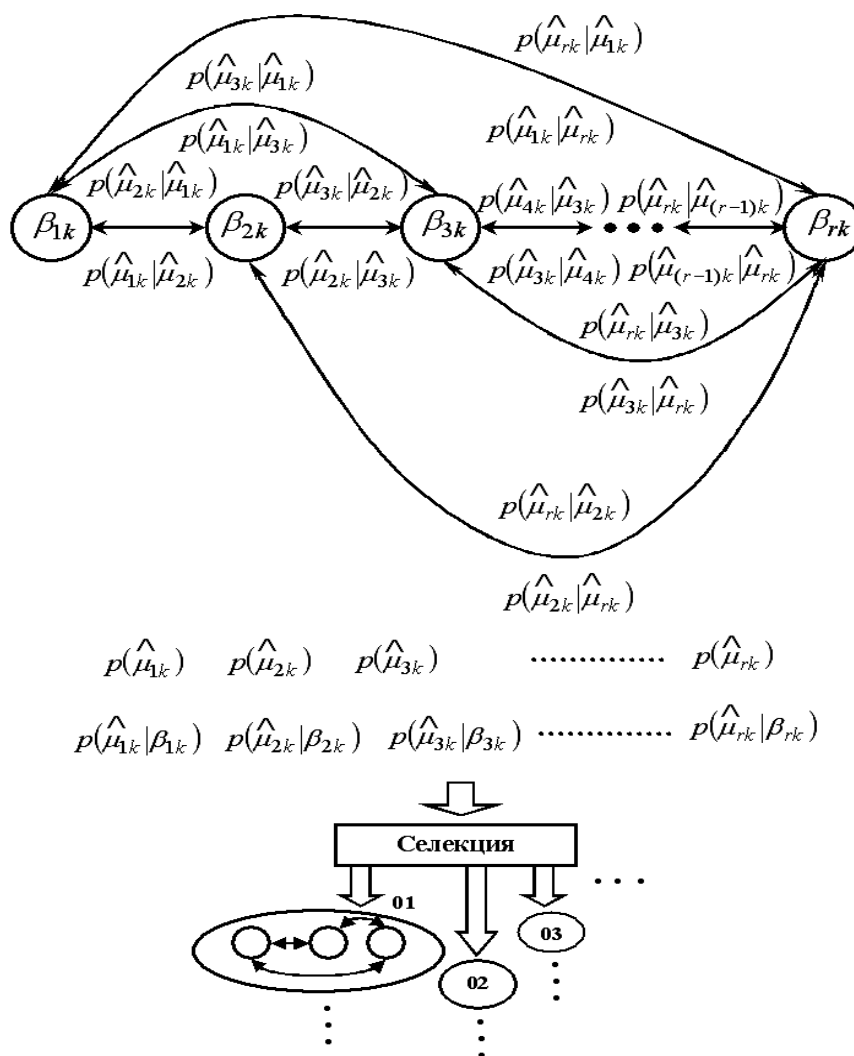 p(μ̂rk|μ̂1k)
p(μ̂3k|μ̂1k)
p(μ̂1k|μ̂3k) p(μ̂1k|μ̂rk)
p(μ̂2k|μ̂1k) p(μ̂3k|μ̂2k) p(μ̂4k|μ̂3k) p(μ̂rk|μ̂(r−1)k)
β1k β2k β3k • • • βrk
p(μ̂1k|μ̂2k) p(μ̂2k|μ̂3k) p(μ̂3k|μ̂4k) p(μ̂(r−1)k|μ̂rk)
p(μ̂rk|μ̂3k)
p(μ̂3k|μ̂rk)
p(μ̂rk|μ̂2k)
p(μ̂2k|μ̂rk)
p(μ̂1k) p(μ̂2k) p(μ̂3k) .............. p(μ̂rk)
p(μ̂1k|β1k) p(μ̂2k|β2k) p(μ̂3k|β3k) .............. p(μ̂rk|βrk)
Селекция
. . .
01
03
02